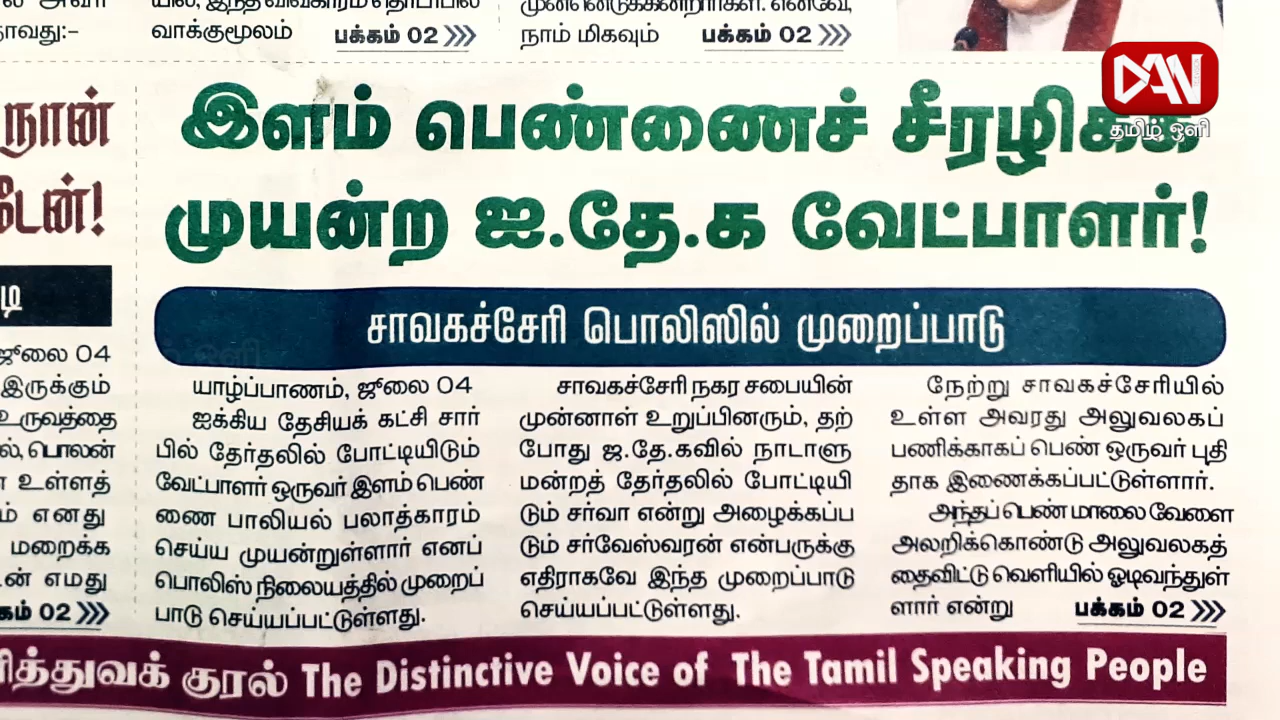 வாக்குமூலம் பக்கம் 02
நாம் மிகவும் பக்கம் 02
DAN
தமிழ் ஒளி
நான்
டேன்!
டி
ஜூலை 04
இருக்கும்
உருவத்தை
ல், பொலன்
உள்ளத்
ம் எனது
மறைக்க
டன் எமது
கம் 02
இளம் பெண்ணைச் சீரழிக்க
முயன்ற ஐ.தே.க வேட்பாளர்!
சாவகச்சேரி பொலிஸில் முறைப்பாடு
யாழ்ப்பாணம், ஜூலை 04
ஐக்கிய தேசியக் கட்சி சார்
பில் தேர்தலில் போட்டியிடும்
வேட்பாளர் ஒருவர் இளம் பெண்
ணை பாலியல் பலாத்காரம்
செய்ய முயன்றுள்ளார் எனப்
பொலிஸ் நிலையத்தில் முறைப்
பாடு செய்யப்பட்டுள்ளது.
சாவகச்சேரி நகர சபையின்
முன்னாள் உறுப்பினரும், தற்
போது ஐ.தே.கவில் நாடாளு
மன்றத் தேர்தலில் போட்டியி
டும் சர்வா என்று அழைக்கப்ப
டும் சர்வேஸ்வரன் என்பருக்கு
எதிராகவே இந்த முறைப்பாடு
செய்யப்பட்டுள்ளது.
நேற்று சாவகச்சேரியில்
உள்ள அவரது அலுவலகப்
பணிக்காகப் பெண் ஒருவர் புதி
தாக இணைக்கப்பட்டுள்ளார்.
அந்தப் பெண் மாலை வேளை
அலறிக்கொண்டு அலுவலகத்
தைவிட்டு வெளியில் ஓடிவந்துள்
ளார் என்று பக்கம் 02
ரித்துவக் குரல் The Distinctive Voice of The Tamil Speaking People